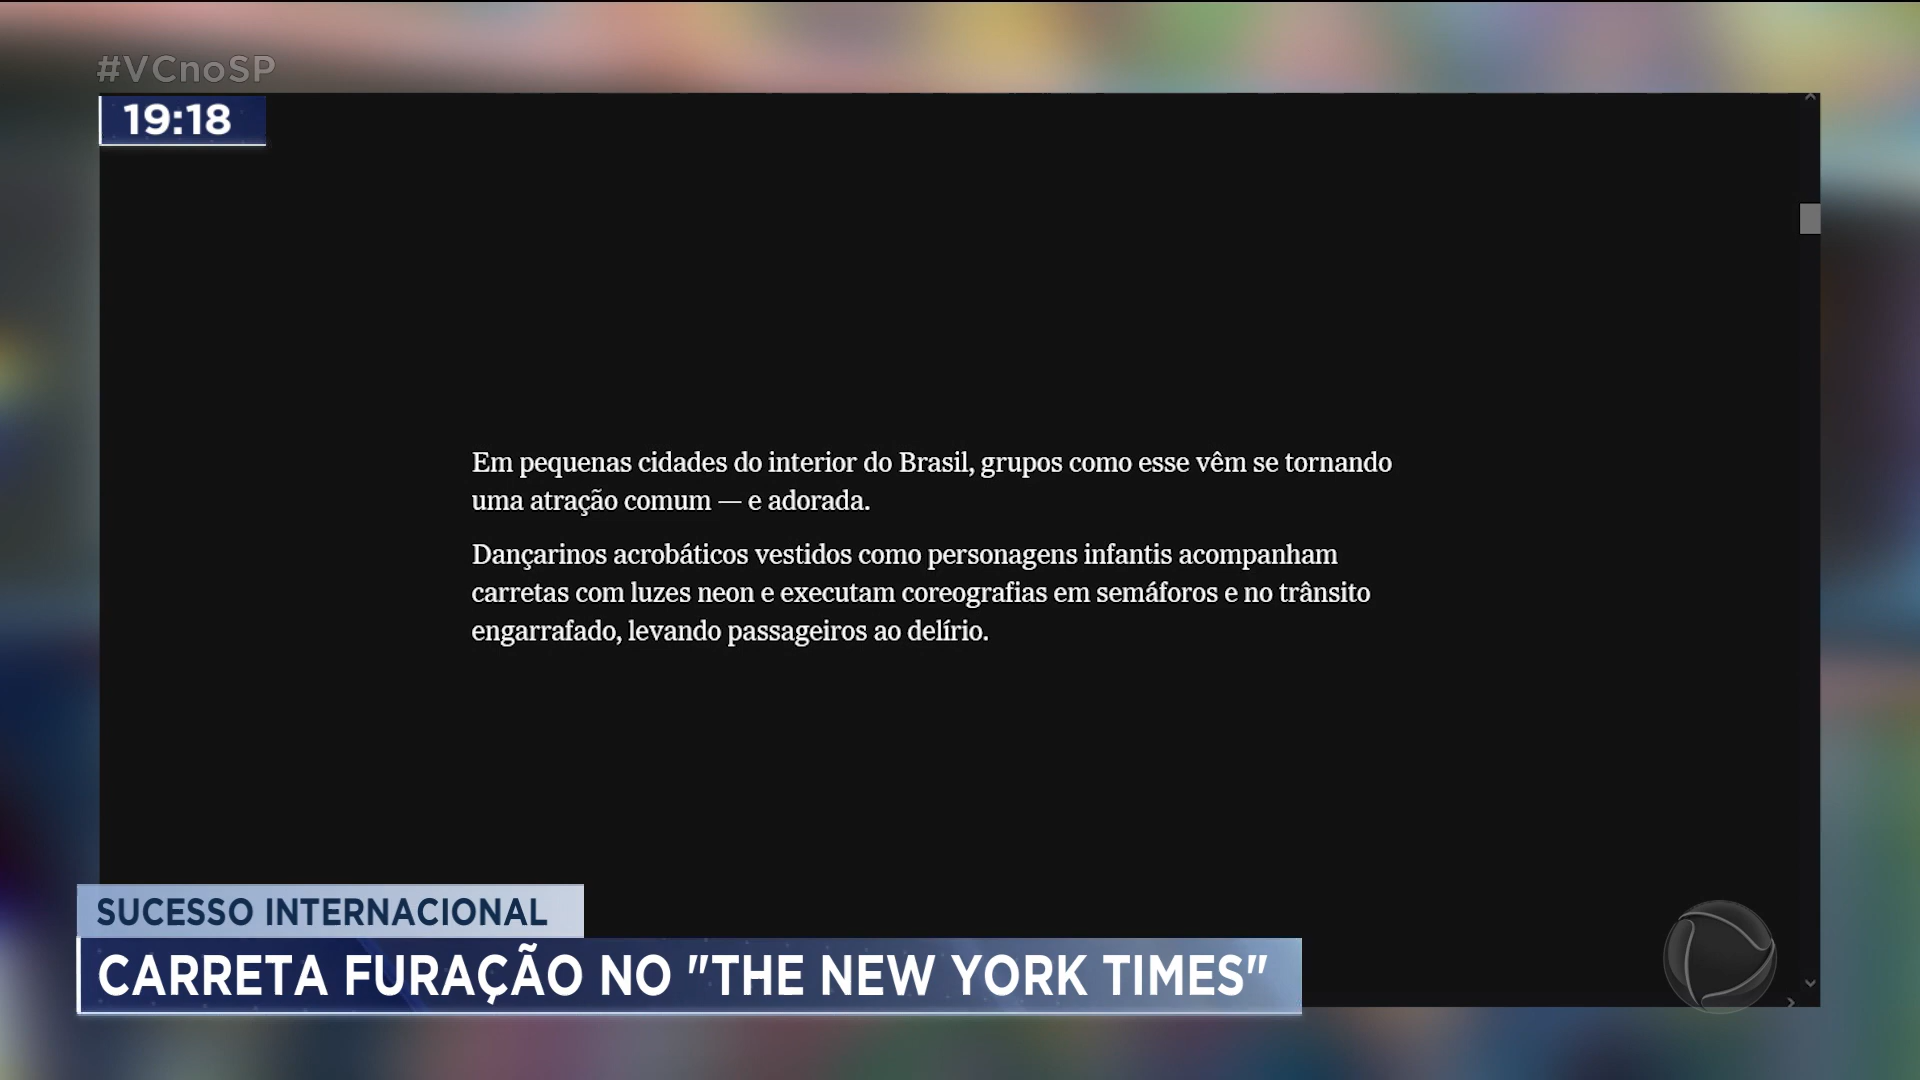 #VCnoSP
19:18
Em pequenas cidades do interior do Brasil, grupos como esse vêm se tornando
uma atração comum — e adorada.
Dançarinos acrobáticos vestidos como personagens infantis acompanham
carretas com luzes neon e executam coreografias em semáforos e no trânsito
engarrafado, levando passageiros ao delírio.
SUCESSO INTERNACIONAL
CARRETA FURAÇÃO NO "THE NEW YORK TIMES"